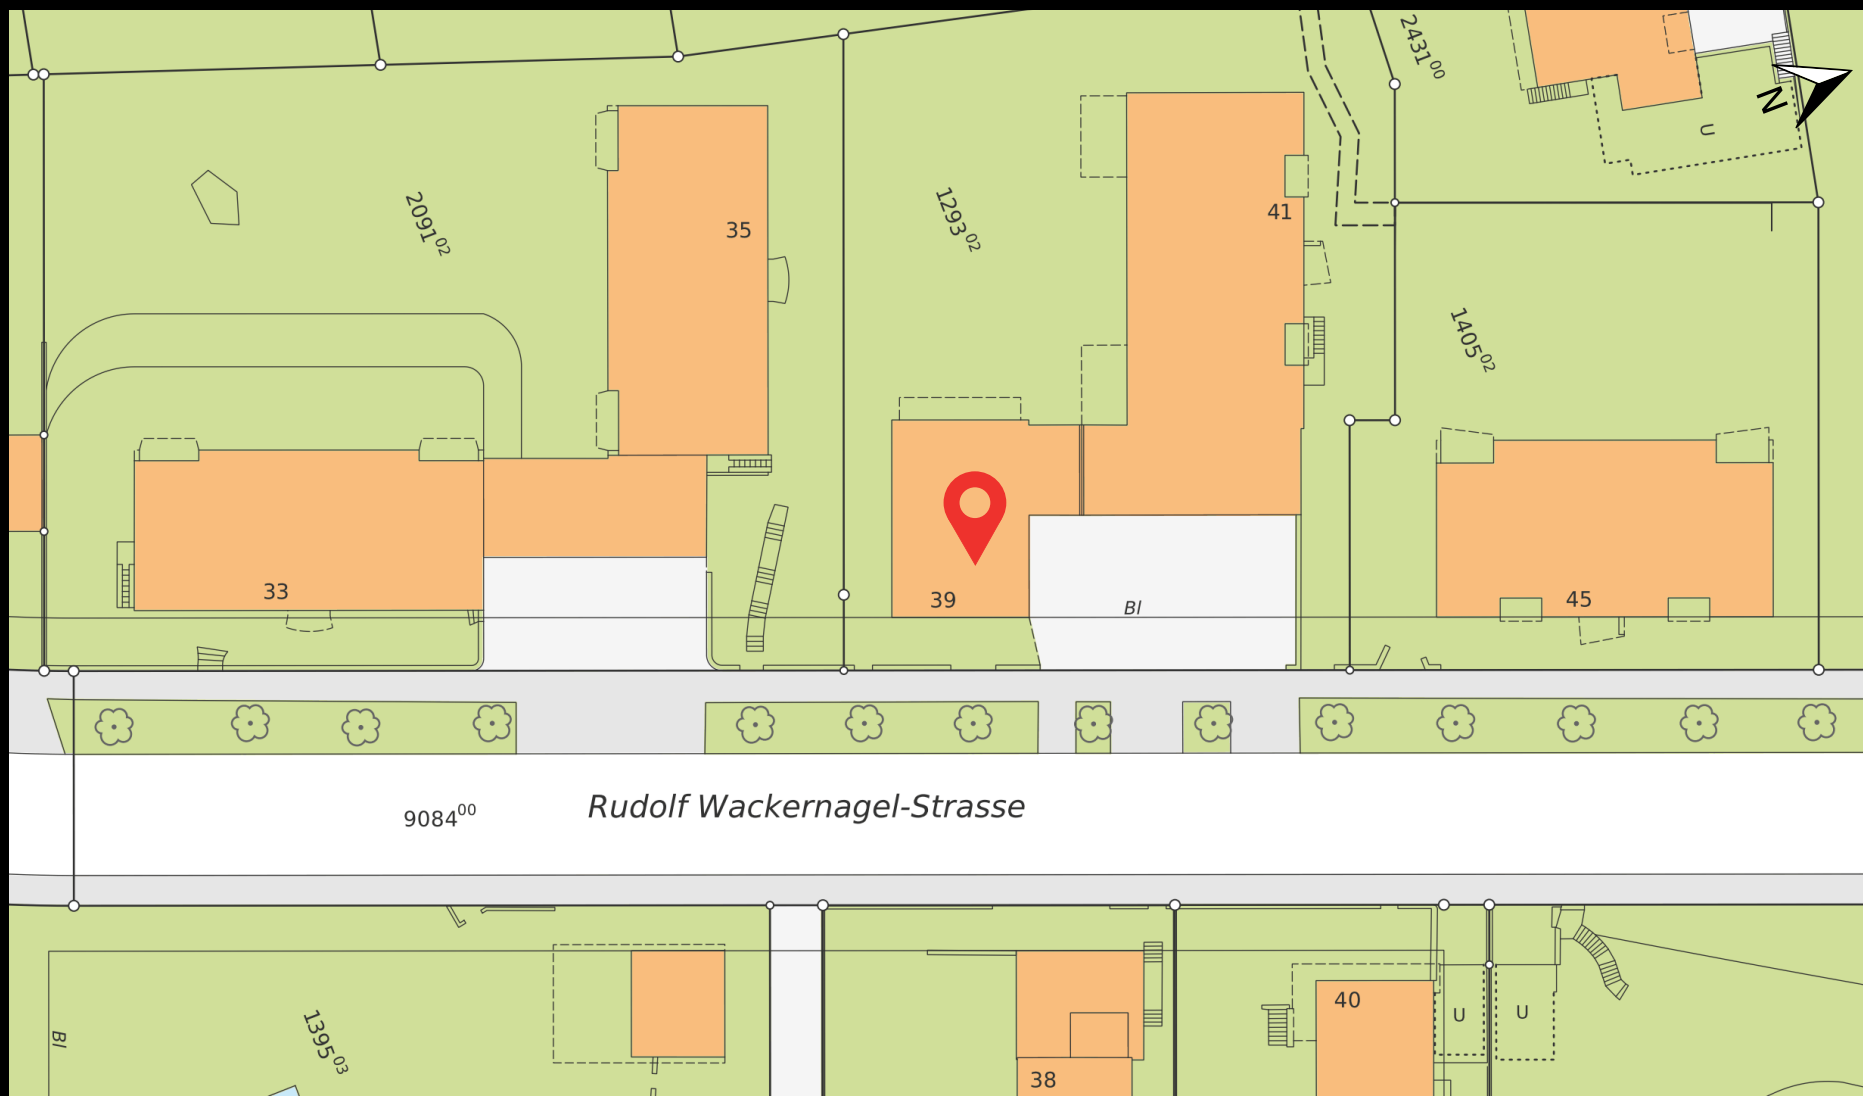 2431⁰⁰
N
U
2091⁰²
35
1293⁰²
41
1405⁰²
33
39
Bl
45
9084⁰⁰
Rudolf Wackernagel-Strasse
Bl
1395⁰³
38
40
U
U